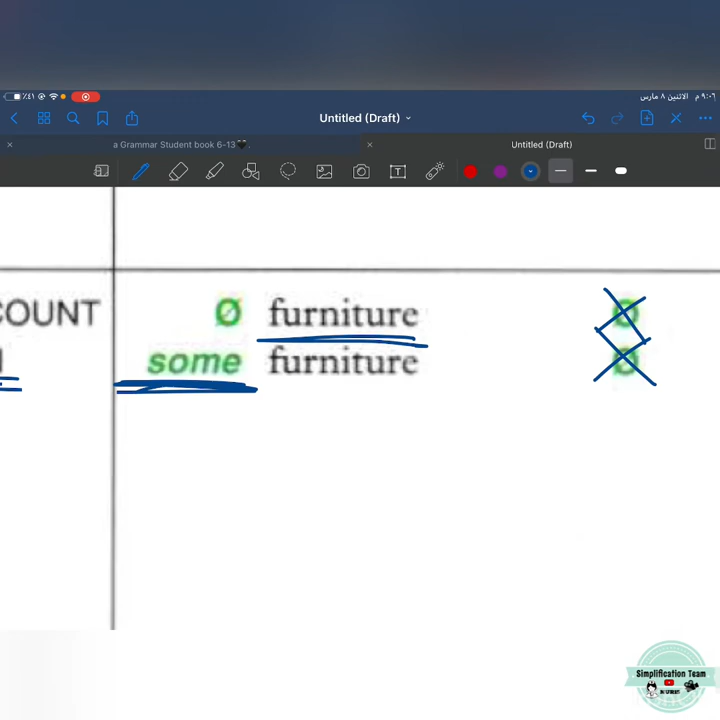 ٪٤١ ٩:٠٦ م الاثنين ٨ مارس
Untitled (Draft)
a Grammar Student book 6-13🖤 Untitled (Draft)
COUNT Ø furniture Ø
some furniture Ø
Simplification Team